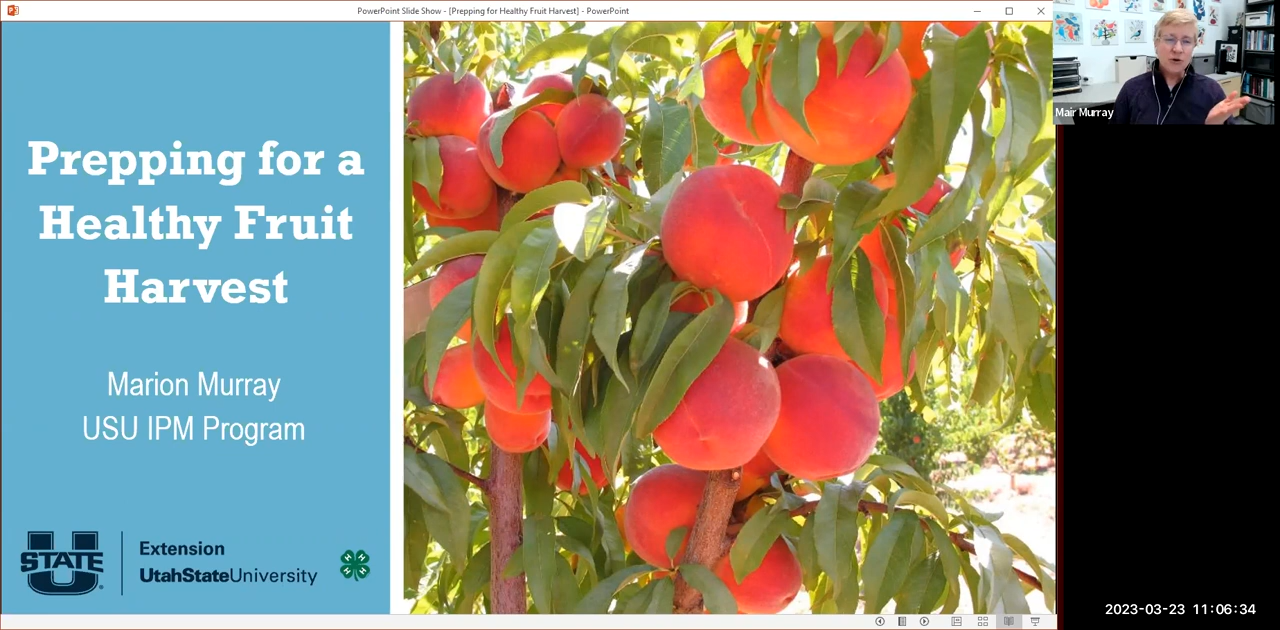 PowerPoint Slide Show - [Prepping for Healthy Fruit Harvest] - PowerPoint
Prepping for a
Healthy Fruit
Harvest
Marion Murray
USU IPM Program
U
STATE
Extension
UtahStateUniversity
H H
H H
Mair Murray
2023-03-23 11:06:34